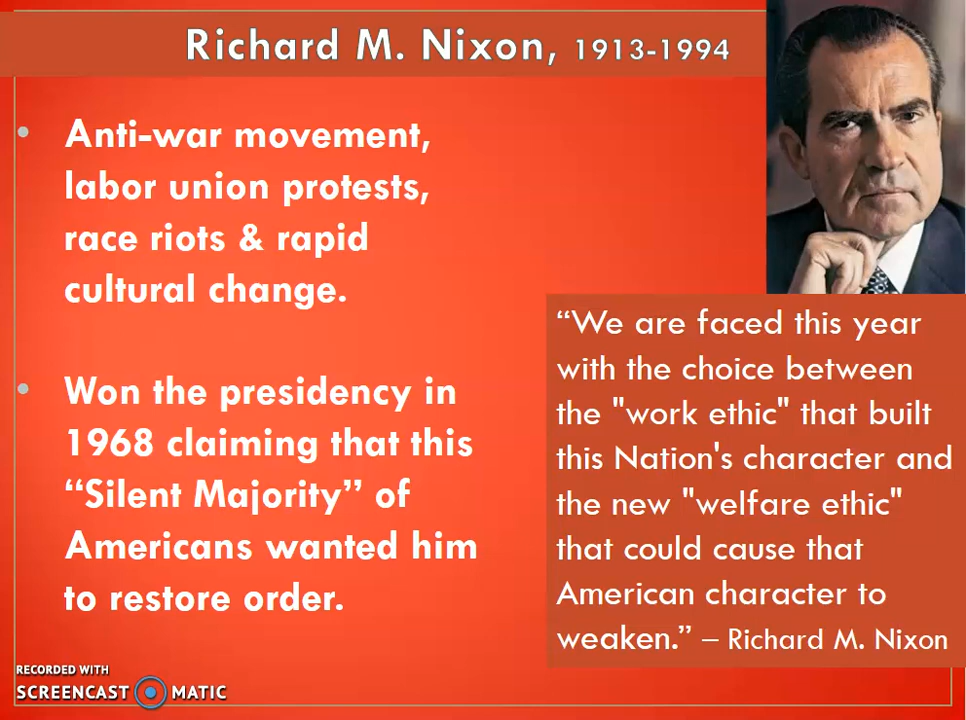 Richard M. Nixon, 1913-1994
• Anti-war movement,
labor union protests,
race riots & rapid
cultural change.
• Won the presidency in
1968 claiming that this
“Silent Majority” of
Americans wanted him
to restore order.
“We are faced this year
with the choice between
the "work ethic" that built
this Nation's character and
the new "welfare ethic"
that could cause that
American character to
weaken.” – Richard M. Nixon
RECORDED WITH
SCREENCAST MATIC